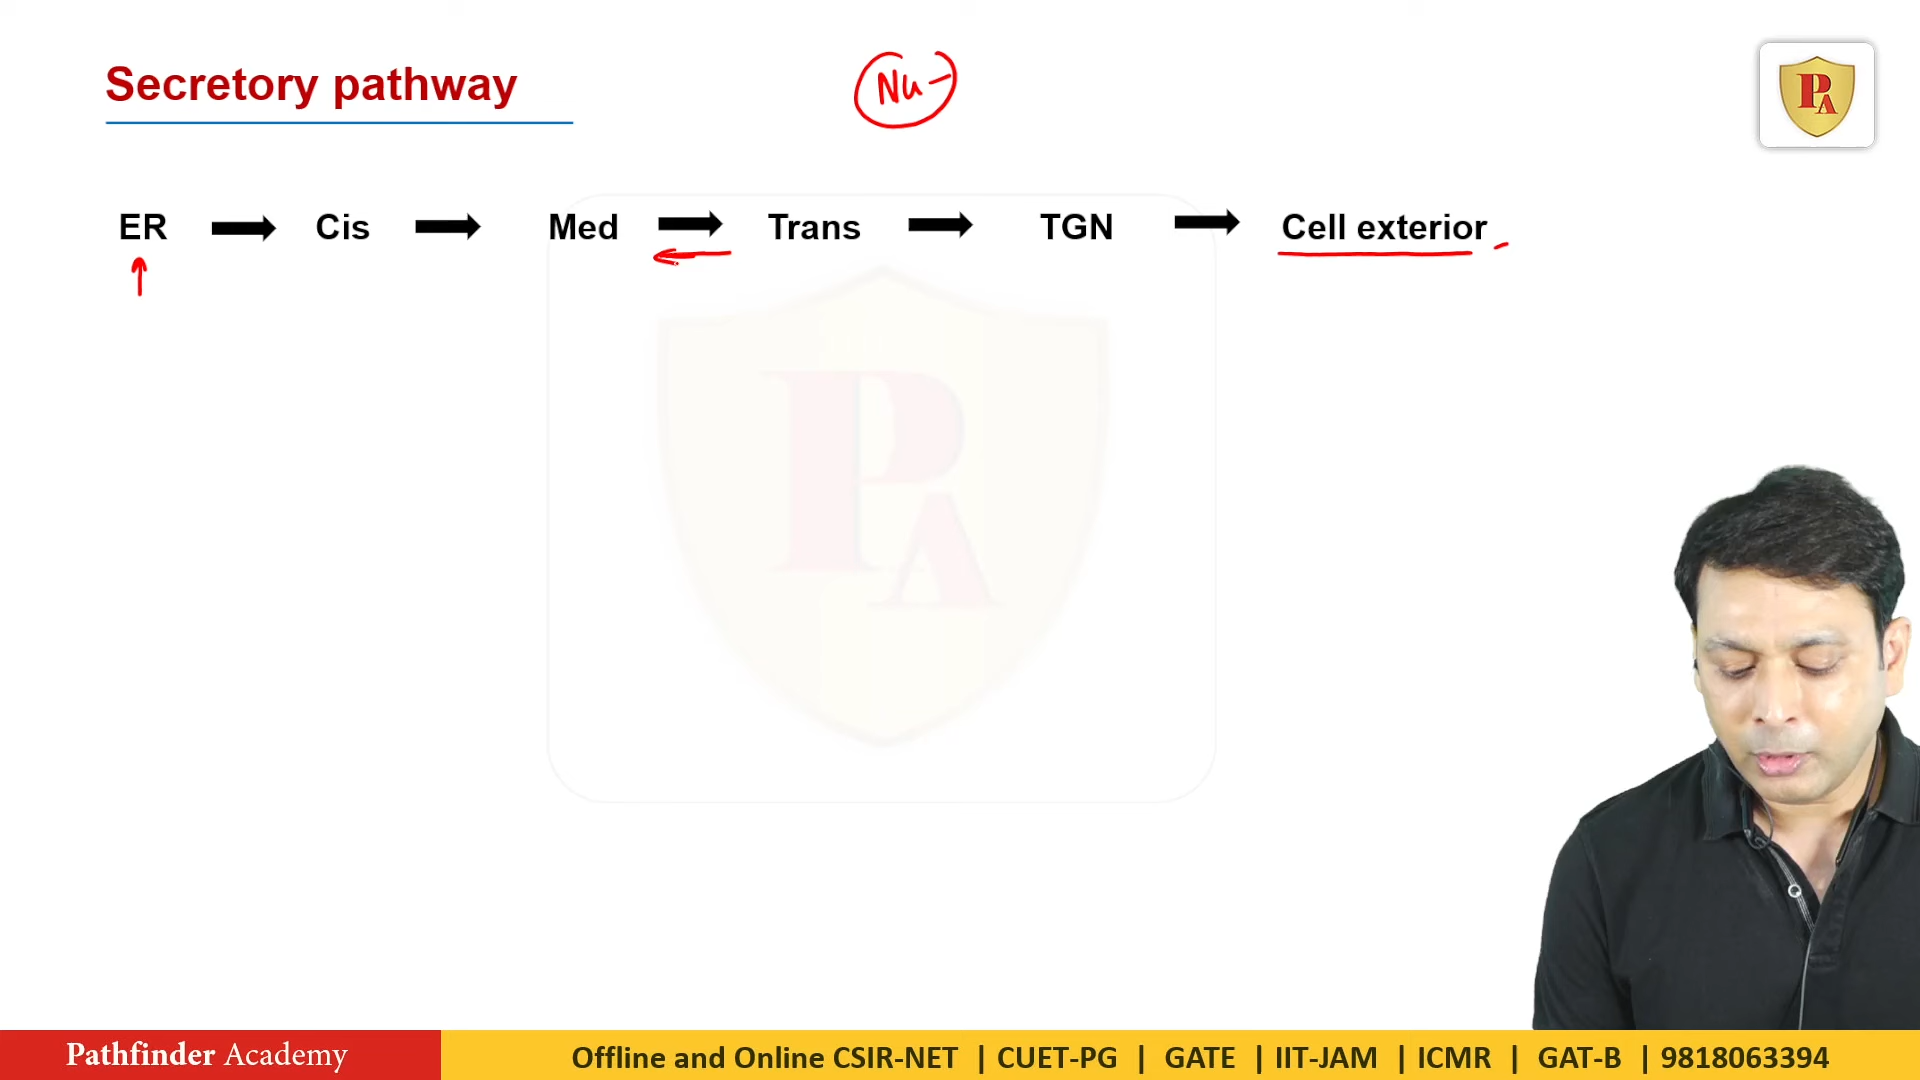 Secretory pathway
Nu-
PA
ER → Cis → Med → Trans → TGN → Cell exterior
PA
Pathfinder Academy
Offline and Online CSIR-NET | CUET-PG | GATE | IIT-JAM | ICMR | GAT-B | 9818063394